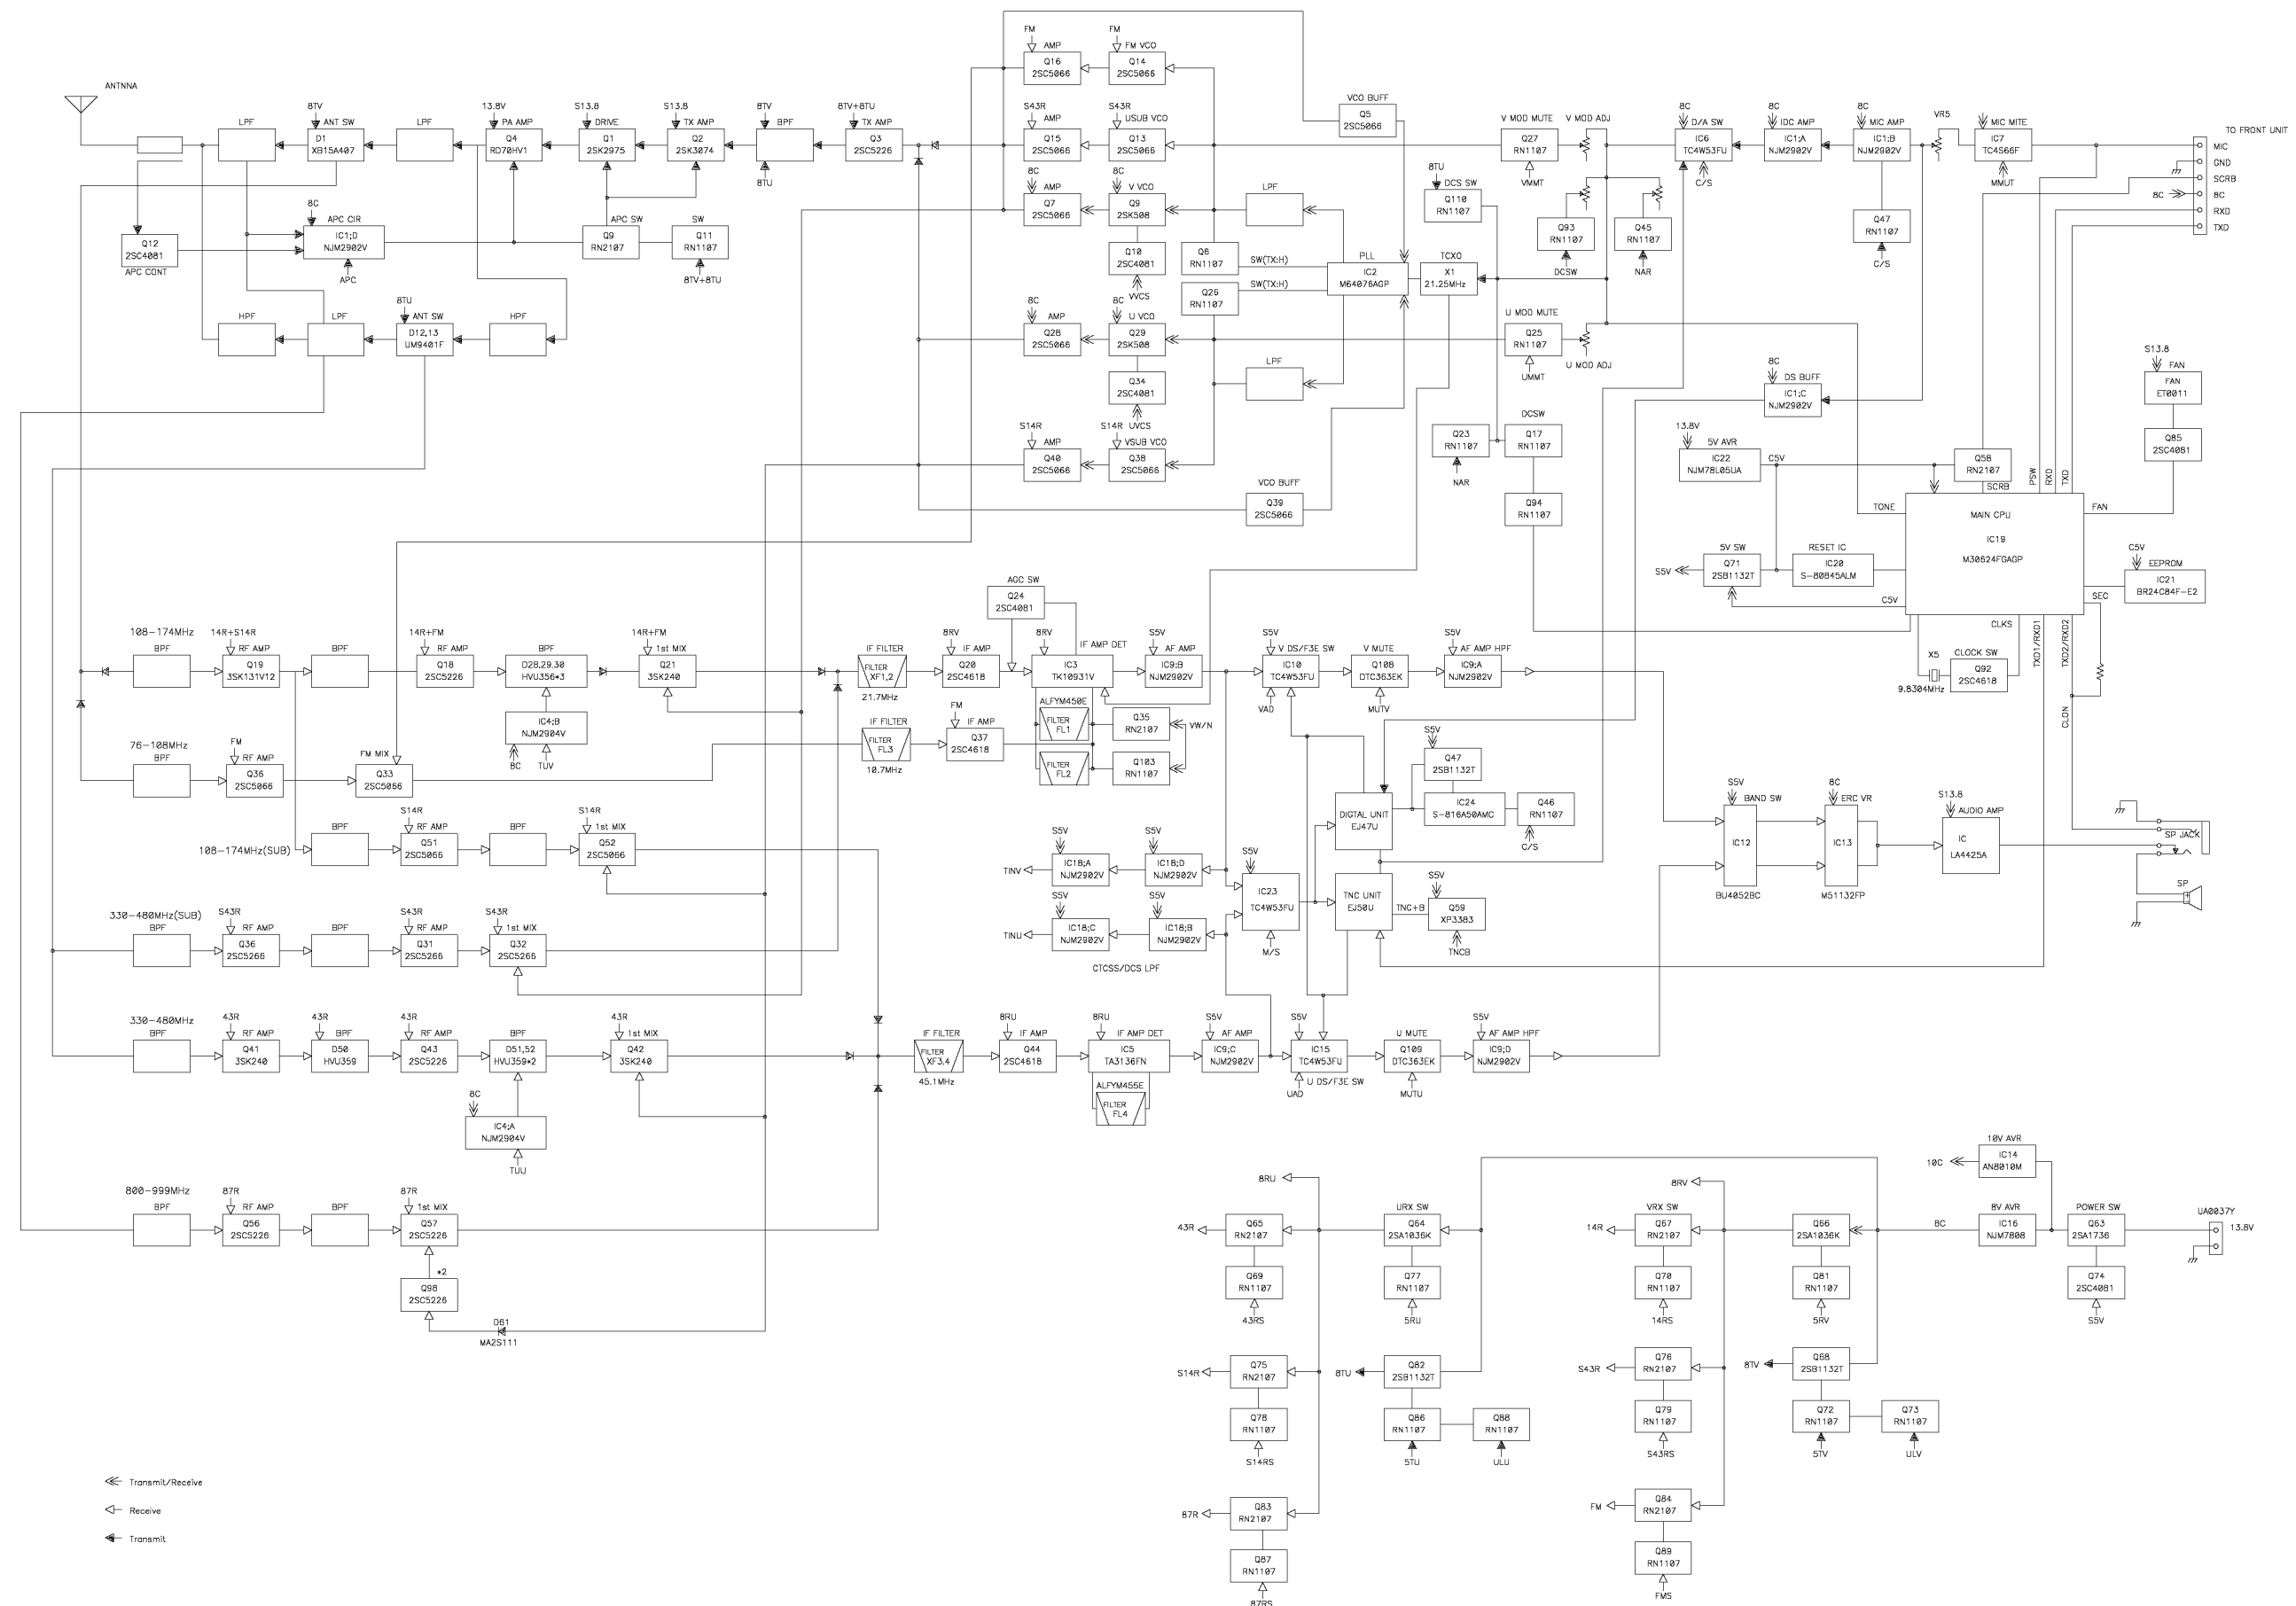 ANTNNA
LPF
8TV
ANT SW
D1
XB15A407
LPF
13.8V
PA AMP
Q4
RD70HV1
S13.8
DRIVE
Q1
2SK2975
S13.8
TX AMP
Q2
2SK3074
8TV
BPF
8TU
8TV+8TU
TX AMP
Q3
2SC5226
FM
AMP
Q16
2SC5066
FM
FM VCO
Q14
2SC5066
S43R
AMP
Q15
2SC5066
S43R
USUB VCO
Q13
2SC5066
8C
AMP
Q7
2SC5066
8C
V VCO
Q9
2SK508
Q10
2SC4081
VVCS
8C
AMP
Q28
2SC5066
8C
U VCO
Q29
2SK508
Q34
2SC4081
UVCS
S14R
AMP
Q40
2SC5066
S14R
VSUB VCO
Q38
2SC5066
VCO BUFF
Q5
2SC5066
LPF
Q6
RN1107
SW(TX:H)
Q26
RN1107
SW(TX:H)
PLL
IC2
M64076AGP
TCXO
X1
21.25MHz
LPF
VCO BUFF
Q39
2SC5066
8TU
DCS SW
Q110
RN1107
V MOD MUTE
Q27
RN1107
VMMT
V MOD ADJ
Q93
RN1107
DCSW
Q45
RN1107
NAR
U MOD MUTE
Q25
RN1107
UMMT
U MOD ADJ
DCSW
Q23
RN1107
NAR
Q17
RN1107
Q94
RN1107
8C
D/A SW
IC6
TC4W53FU
C/S
8C
IDC AMP
IC1;A
NJM2902V
8C
MIC AMP
IC1;B
NJM2902V
Q47
RN1107
C/S
VR5
MIC MITE
IC7
TC4S66F
MMUT
TO FRONT UNIT
MIC
GND
SCRB
8C
8C
RXD
TXD
8C
DS BUFF
IC1;C
NJM2902V
S13.8
FAN
FAN
ET0011
Q85
2SC4081
13.8V
5V AVR
IC22
NJM78L05UA
C5V
Q58
RN2107
SCRB
PSW
RXD
TXD
TONE
FAN
MAIN CPU
IC19
M30624FGAGP
5V SW
S5V
Q71
2SB1132T
RESET IC
IC20
S-80845ALM
C5V
C5V
EEPROM
IC21
BR24C84F-E2
SEC
CLKS
TXD1/RXD1
TXD2/RXD2
X5
9.8304MHz
CLOCK SW
Q92
2SC4618
CLON
Q12
2SC4081
APC CONT
8C
APC CIR
IC1;D
NJM2902V
APC
APC SW
Q9
RN2107
SW
Q11
RN1107
8TV+8TU
HPF
LPF
8TU
ANT SW
D12,13
UM9401F
HPF
108-174MHz
BPF
14R+S14R
RF AMP
Q19
3SK131V12
BPF
14R+FM
RF AMP
Q18
2SC5226
BPF
D28,29,30
HVU356*3
IC4;B
NJM2904V
BC
TUV
14R+FM
1st MIX
Q21
3SK240
IF FILTER
FILTER
XF1,2
21.7MHz
8RV
IF AMP
Q20
2SC4618
AGC SW
Q24
2SC4081
8RV
IF AMP DET
IC3
TK10931V
S5V
AF AMP
IC9;B
NJM2902V
S5V
V DS/F3E SW
IC10
TC4W53FU
VAD
V MUTE
Q108
DTC363EK
MUTV
S5V
AF AMP HPF
IC9;A
NJM2902V
ALFYM450E
FILTER
FL1
Q35
RN2107
VW/N
FILTER
FL2
Q103
RN1107
76-108MHz
BPF
FM
RF AMP
Q36
2SC5066
FM MIX
Q33
2SC5066
IF FILTER
FILTER
FL3
10.7MHz
FM
IF AMP
Q37
2SC4618
108-174MHz(SUB)
BPF
S14R
RF AMP
Q51
2SC5066
BPF
S14R
1st MIX
Q52
2SC5066
S5V
Q47
2SB1132T
DIGTAL UNIT
EJ47U
IC24
S-816A50AMC
Q46
RN1107
C/S
TINV
S5V
IC18;A
NJM2902V
S5V
IC18;D
NJM2902V
TINU
S5V
IC18;C
NJM2902V
S5V
IC18;B
NJM2902V
CTCSS/DCS LPF
S5V
IC23
TC4W53FU
M/S
TNC UNIT
EJ50U
TNC+B
S5V
Q59
XP3383
TNCB
S5V
BAND SW
IC12
BU4052BC
8C
ERC VR
IC13
M51132FP
S13.8
AUDIO AMP
IC
LA4425A
SP JACK
SP
330-480MHz(SUB)
BPF
S43R
RF AMP
Q36
2SC5266
BPF
S43R
RF AMP
Q31
2SC5266
S43R
1st MIX
Q32
2SC5266
330-480MHz
BPF
43R
RF AMP
Q41
3SK240
43R
BPF
D50
HVU359
43R
RF AMP
Q43
2SC5226
BPF
D51,52
HVU359*2
8C
IC4;A
NJM2904V
TUU
43R
1st MIX
Q42
3SK240
IF FILTER
FILTER
XF3,4
45.1MHz
8RU
IF AMP
Q44
2SC4618
8RU
IF AMP DET
IC5
TA3136FN
ALFYM455E
FILTER
FL4
S5V
AF AMP
IC9;C
NJM2902V
S5V
IC15
TC4W53FU
UAD
U DS/F3E SW
U MUTE
Q109
DTC363EK
MUTU
S5V
AF AMP HPF
IC9;D
NJM2902V
800-999MHz
BPF
87R
RF AMP
Q56
2SC5226
BPF
87R
1st MIX
Q57
2SC5226
*2
Q98
2SC5226
D61
MA2S111
8RU
43R
Q65
RN2107
Q69
RN1107
43RS
URX SW
Q64
2SA1036K
Q77
RN1107
5RU
S14R
Q75
RN2107
Q78
RN1107
S14RS
8TU
Q82
2SB1132T
Q86
RN1107
5TU
Q88
RN1107
ULU
87R
Q83
RN2107
Q87
RN1107
87RS
8RV
14R
VRX SW
Q67
RN2107
Q70
RN1107
14RS
Q66
2SA1036K
Q81
RN1107
5RV
S43R
Q76
RN2107
Q79
RN1107
S43RS
8TV
Q68
2SB1132T
Q72
RN1107
5TV
Q73
RN1107
ULV
FM
Q84
RN2107
Q89
RN1107
FMS
10V AVR
10C
IC14
AN8010M
8C
8V AVR
IC16
NJM7808
POWER SW
Q63
2SA1736
Q74
2SC4081
S5V
UA0037Y
13.8V
Transmit/Receive
Receive
Transmit